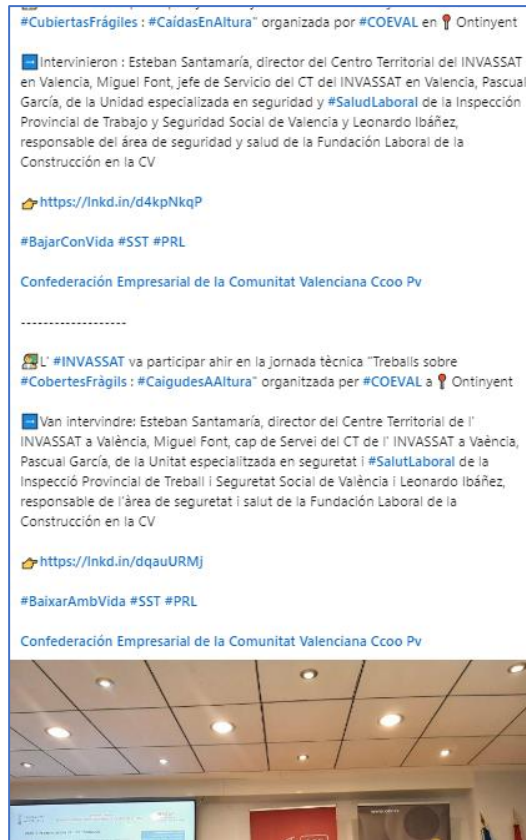 #CubiertasFrágiles : #CaídasEnAltura" organizada por #COEVAL en 📍 Ontinyent
➡️ Intervinieron : Esteban Santamaría, director del Centro Territorial del INVASSAT
en Valencia, Miguel Font, jefe de Servicio del CT del INVASSAT en Valencia, Pascual
García, de la Unidad especializada en seguridad y #SaludLaboral de la Inspección
Provincial de Trabajo y Seguridad Social de Valencia y Leonardo Ibáñez,
responsable del área de seguridad y salud de la Fundación Laboral de la
Construcción en la CV
👉 https://lnkd.in/d4kpNkqP
#BajarConVida #SST #PRL
Confederación Empresarial de la Comunitat Valenciana Ccoo Pv
-------------------
L' #INVASSAT va participar ahir en la jornada tècnica "Treballs sobre
#CobertesFràgils : #CaigudesAAltura" organitzada per #COEVAL a 📍 Ontinyent
➡️ Van intervindre: Esteban Santamaría, director del Centre Territorial de l'
INVASSAT a València, Miguel Font, cap de Servei del CT de l' INVASSAT a Vaència,
Pascual García, de la Unitat especialitzada en seguretat i #SalutLaboral de la
Inspecció Provincial de Treball i Seguretat Social de València i Leonardo Ibáñez,
responsable de l'àrea de seguretat i salut de la Fundación Laboral de la
Construcción en la CV
👉 https://lnkd.in/dqauURMj
#BaixarAmbVida #SST #PRL
Confederación Empresarial de la Comunitat Valenciana Ccoo Pv